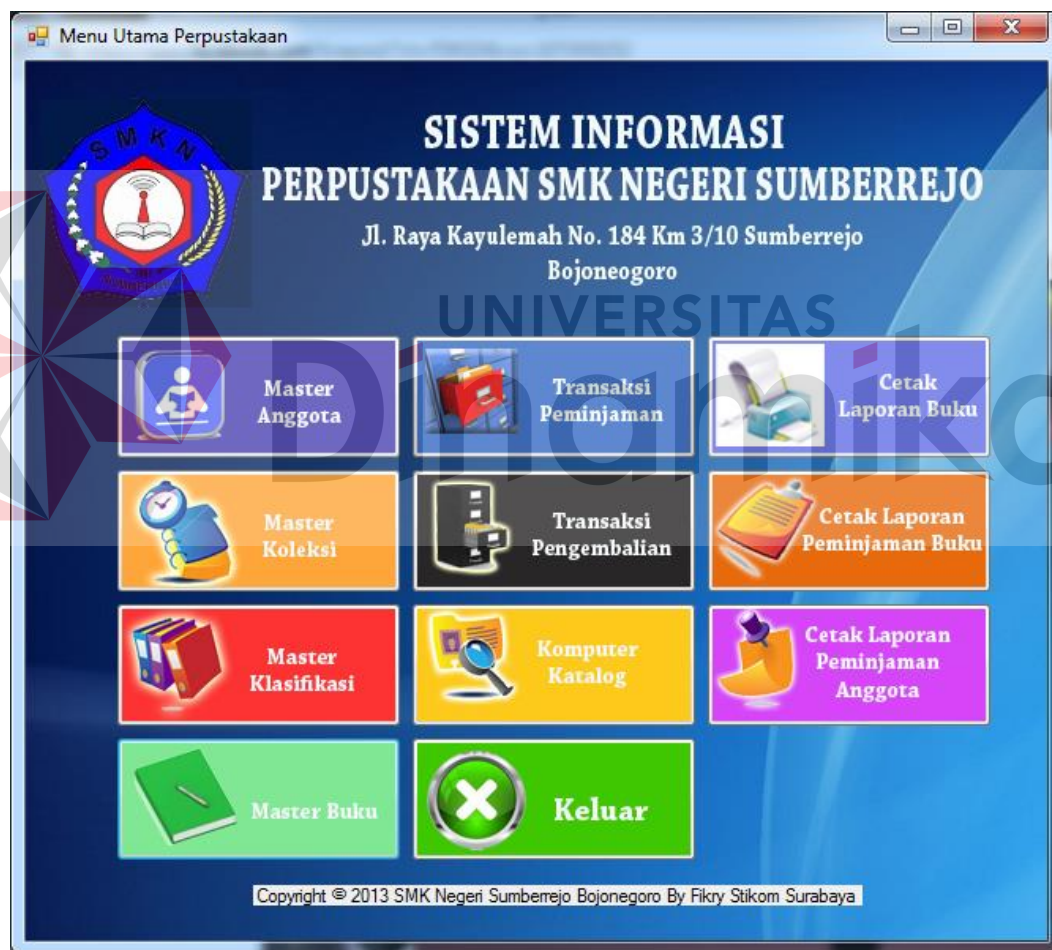 Menu Utama Perpustakaan
SMKN
SISTEM INFORMASI
PERPUSTAKAAN SMK NEGERI SUMBERREJO
Jl. Raya Kayulemah No. 184 Km 3/10 Sumberrejo
Bojoneogoro
UNIVERSITAS
Dinamika
Master
Anggota
Transaksi
Peminjaman
Cetak
Laporan Buku
Master
Koleksi
Transaksi
Pengembalian
Cetak Laporan
Peminjaman Buku
Master
Klasifikasi
Komputer
Katalog
Cetak Laporan
Peminjaman
Anggota
Master Buku
Keluar
Copyright © 2013 SMK Negeri Sumberrejo Bojonegoro By Fikry Stikom Surabaya